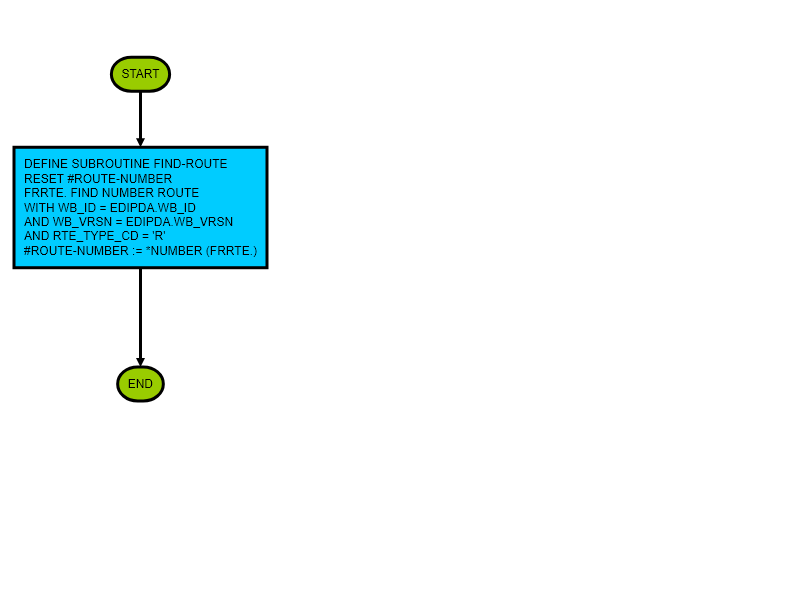 START
DEFINE SUBROUTINE FIND-ROUTE
RESET #ROUTE-NUMBER
FRRTE. FIND NUMBER ROUTE
WITH WB_ID = EDIPDA.WB_ID
AND WB_VRSN = EDIPDA.WB_VRSN
AND RTE_TYPE_CD = 'R'
#ROUTE-NUMBER := *NUMBER (FRRTE.)
END